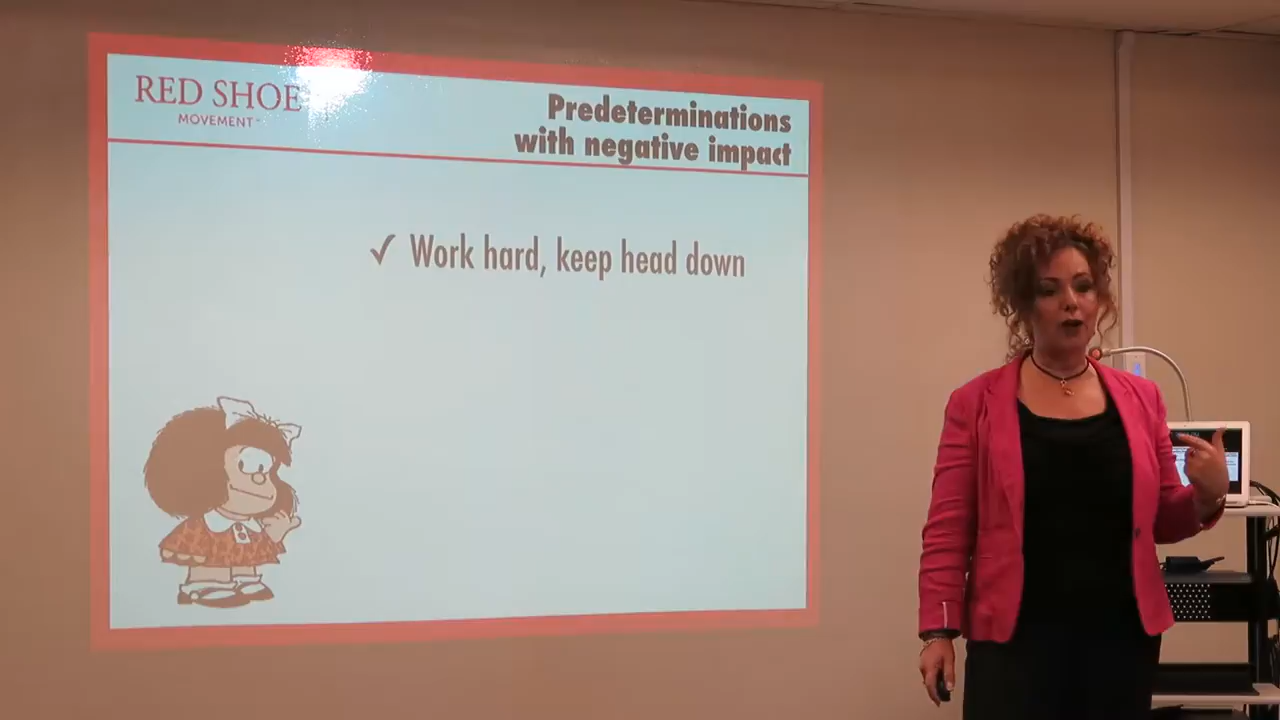 RED SHOE
MOVEMENT
Predeterminations
with negative impact
✓ Work hard, keep head down